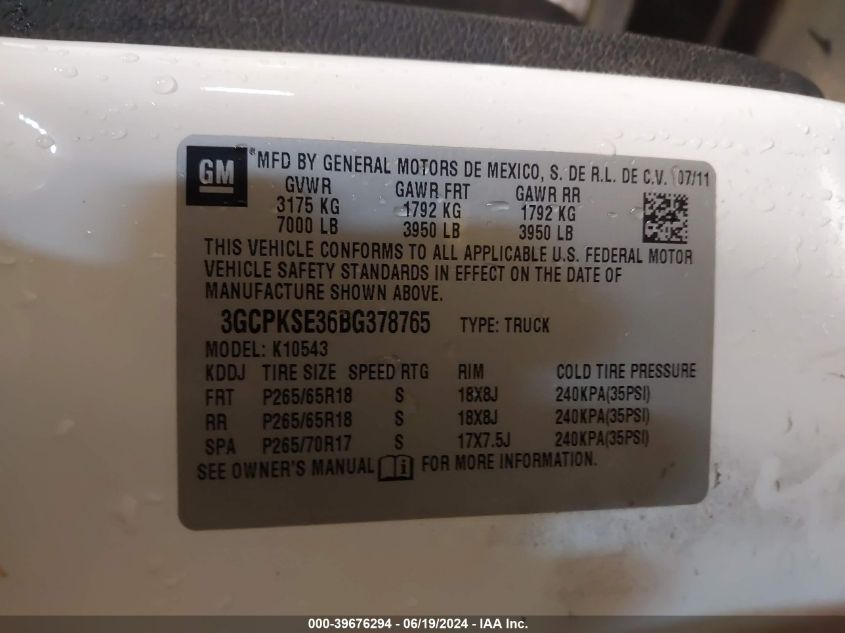 GM
*MFD BY GENERAL MOTORS DE MEXICO, S. DE R.L. DE C.V. 07/11
GVWR GAWR FRT GAWR RR
3175 KG 1792 KG 1792 KG
7000 LB 3950 LB 3950 LB
THIS VEHICLE CONFORMS TO ALL APPLICABLE U.S. FEDERAL MOTOR
VEHICLE SAFETY STANDARDS IN EFFECT ON THE DATE OF
MANUFACTURE SHOWN ABOVE.
3GCPKSE36BG378765 TYPE: TRUCK
MODEL: K10543
KDDJ TIRE SIZE SPEED RTG RIM COLD TIRE PRESSURE
FRT P265/65R18 S 18X8J 240KPA(35PSI)
RR P265/65R18 S 18X8J 240KPA(35PSI)
SPA P265/70R17 S 17X7.5J 240KPA(35PSI)
SEE OWNER'S MANUAL i FOR MORE INFORMATION.
000-39676294 - 06/19/2024 - IAA Inc.